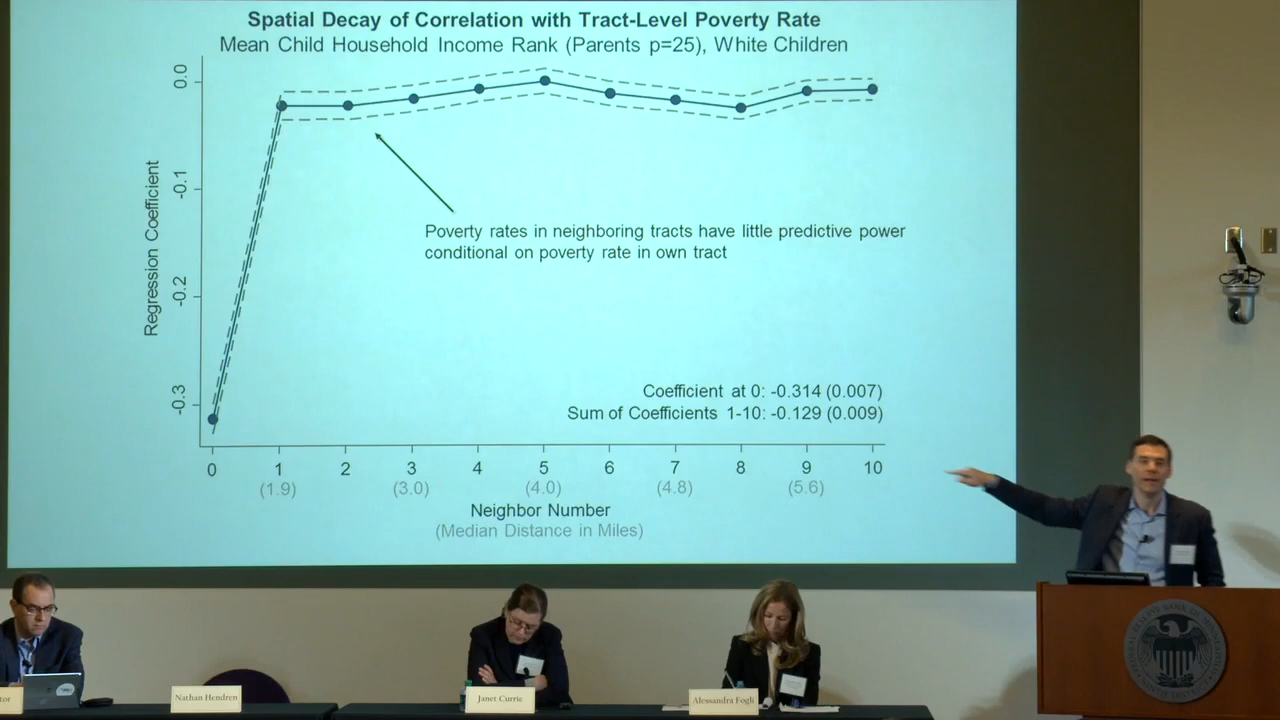 Spatial Decay of Correlation with Tract-Level Poverty Rate
Mean Child Household Income Rank (Parents p=25), White Children
0.0
-0.1
-0.2
-0.3
Regression Coefficient
Poverty rates in neighboring tracts have little predictive power
conditional on poverty rate in own tract
Coefficient at 0: -0.314 (0.007)
Sum of Coefficients 1-10: -0.129 (0.009)
0 1 2 3 4 5 6 7 8 9 10
(1.9) (3.0) (4.0) (4.8) (5.6)
Neighbor Number
(Median Distance in Miles)
tor
Nathan Hendren
Janet Currie
Alessandra Fogli